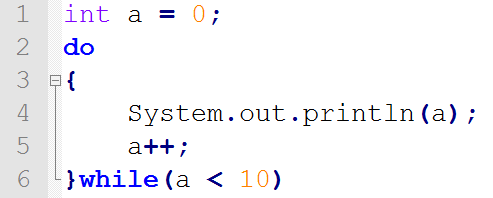 1 int a = 0;
2 do
3 {
4 System.out.println(a);
5 a++;
6 }while(a < 10)